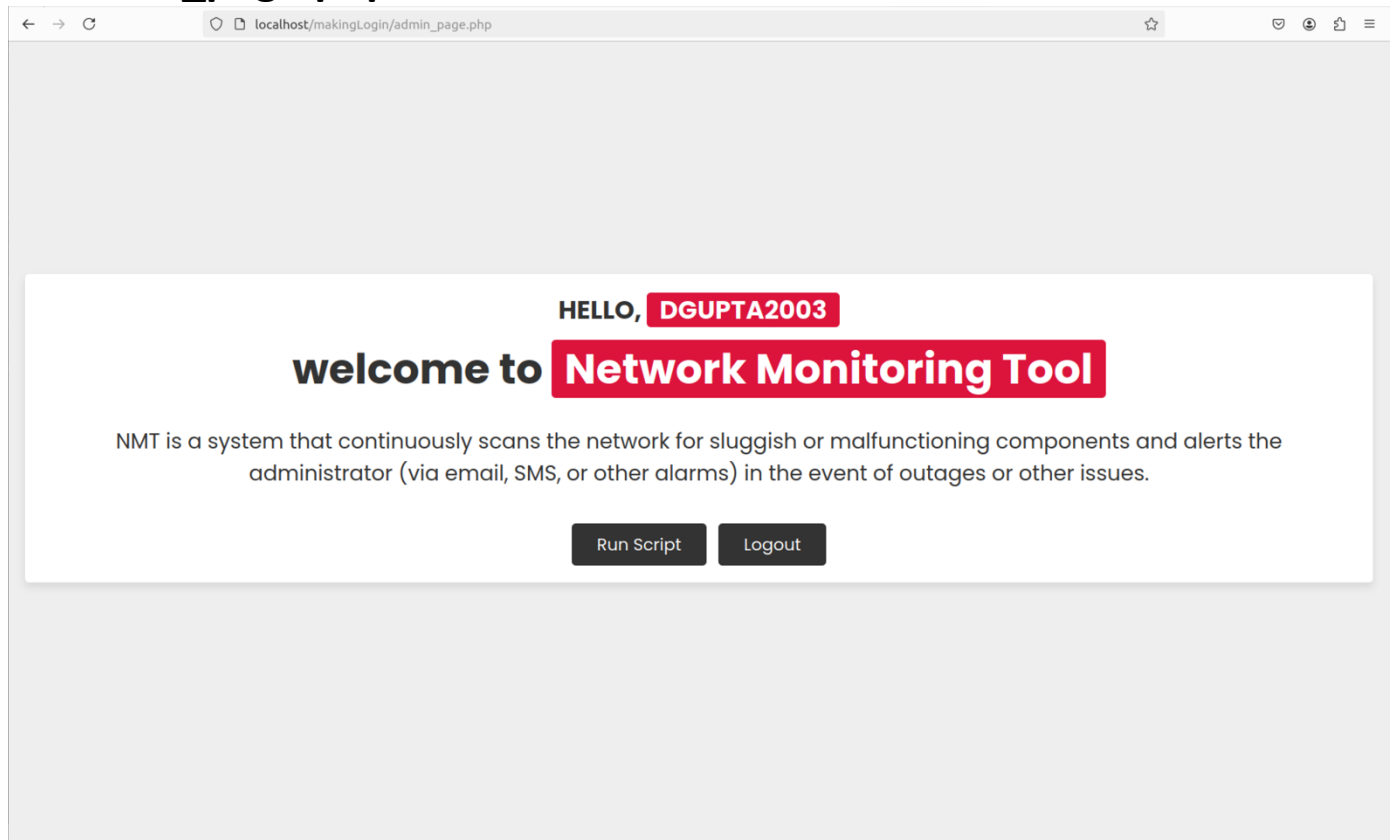 localhost/makingLogin/admin_page.php
HELLO, DGUPTA2003
welcome to Network Monitoring Tool
NMT is a system that continuously scans the network for sluggish or malfunctioning components and alerts the
administrator (via email, SMS, or other alarms) in the event of outages or other issues.
Run Script Logout